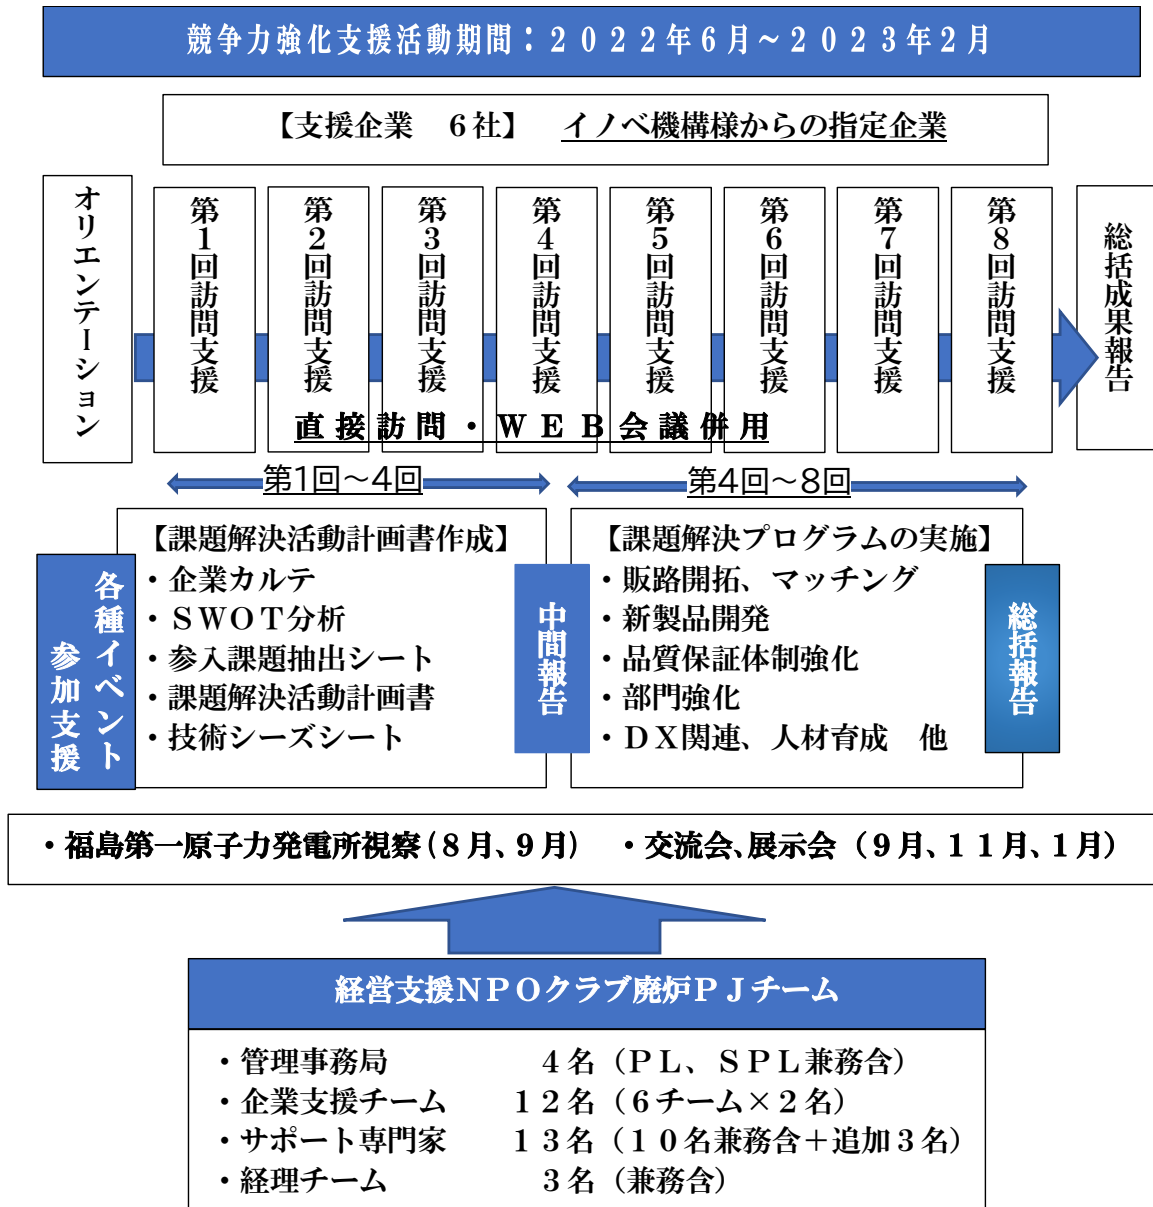 競争力強化支援活動期間：２０２２年６月～２０２３年２月
【支援企業　６社】　イノベ機構様からの指定企業
オリエンテーション
第1回訪問支援
第2回訪問支援
第3回訪問支援
第4回訪問支援
第5回訪問支援
第6回訪問支援
第7回訪問支援
第8回訪問支援
総括成果報告
直接訪問・ＷＥＢ会議併用
第1回～4回
第4回～8回
各種イベント
参加支援
【課題解決活動計画書作成】
・企業カルテ
・ＳＷＯＴ分析
・参入課題抽出シート
・課題解決活動計画書
・技術シーズシート
中間報告
【課題解決プログラムの実施】
・販路開拓、マッチング
・新製品開発
・品質保証体制強化
・部門強化
・ＤＸ関連、人材育成　他
総括報告
・福島第一原子力発電所視察（８月、９月）　・交流会、展示会（９月、１１月、１月）
経営支援ＮＰＯクラブ廃炉ＰＪチーム
・管理事務局　４名（ＰＬ、ＳＰＬ兼務含）
・企業支援チーム　１２名（６チーム×２名）
・サポート専門家　１３名（１０名兼務含＋追加３名）
・経理チーム　３名（兼務含）